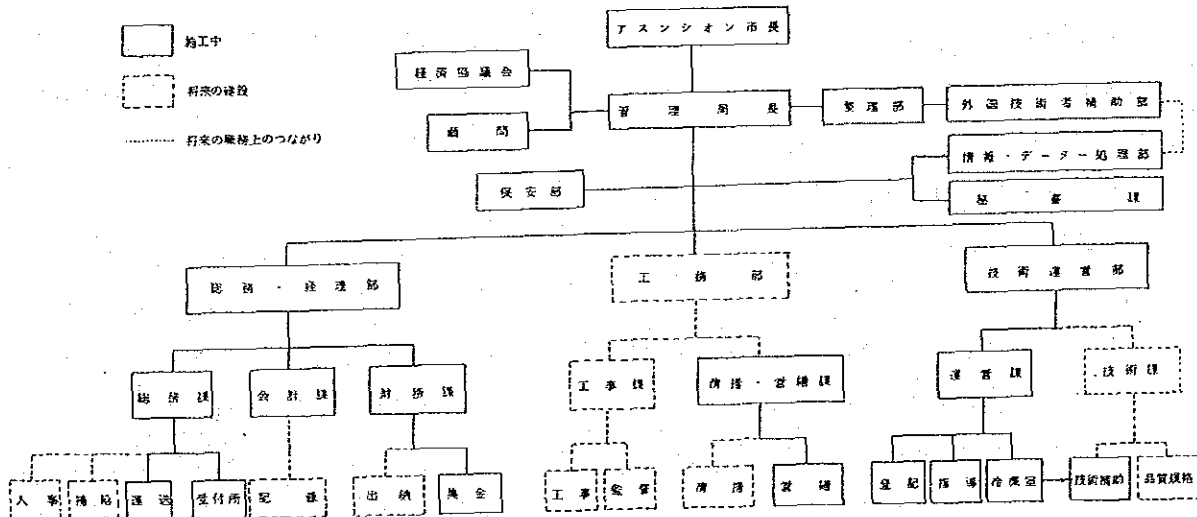 アスンシオン市長
施工中
経済協議会
将来の建設
管理局長
整理部
外国技術者補助部
顧問
将来の職務上のつながり
情報・データー処理部
保安部
秘書課
総務・経理部
工務部
技術運営部
総務課
会計課
財務課
工事課
清掃・営繕課
運営課
技術課
人事
補給
運送
受付所
記録
出納
集金
工事
監督
清掃
営繕
登記
指導
冷凍室
技術補助
品質規格